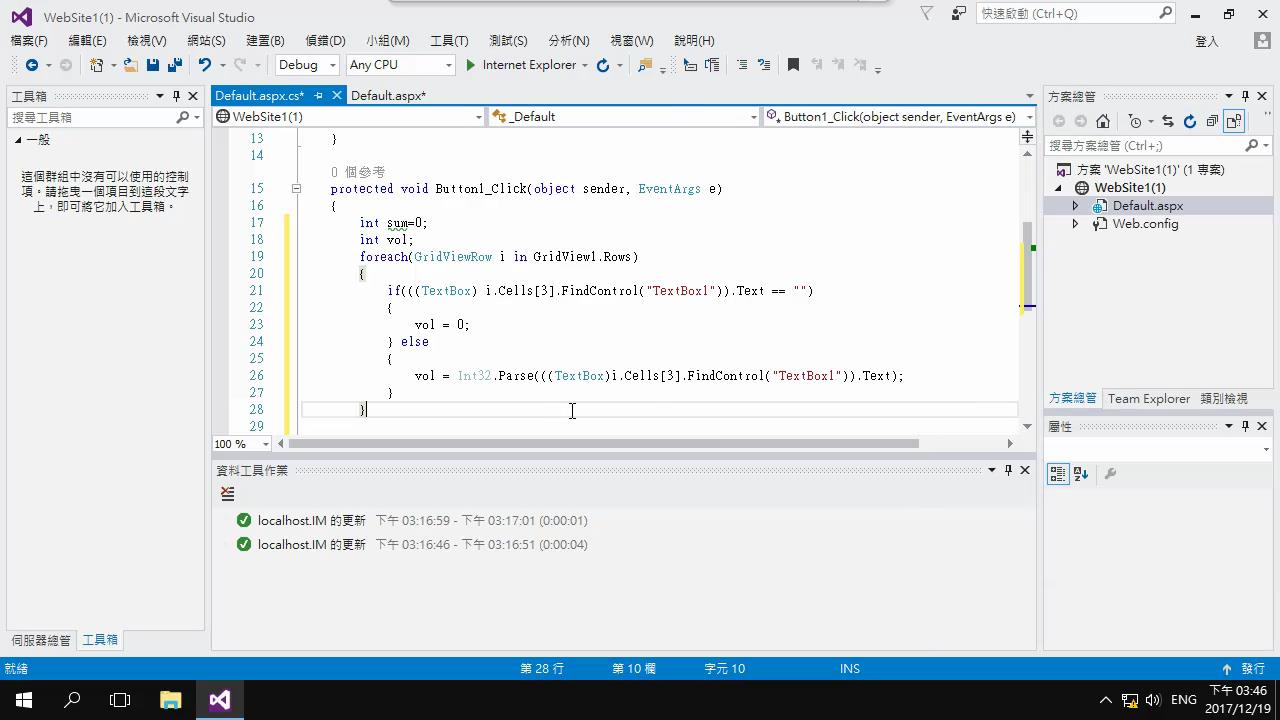 WebSite1(1) - Microsoft Visual Studio
快速啟動 (Ctrl+Q)
檔案(F) 編輯(E) 檢視(V) 網站(S) 建置(B) 偵錯(D) 小組(M) 工具(T) 測試(S) 分析(N) 視窗(W) 說明(H)
登入
Debug Any CPU Internet Explorer
工具箱
Default.aspx.cs* Default.aspx*
方案總管
搜尋工具箱
WebSite1(1) _Default Button1_Click(object sender, EventArgs e)
一般
這個群組中沒有可以使用的控制
項。請拖曳一個項目到這段文字
上，即可將它加入工具箱。
13 }
14
0 個參考
15 protected void Button1_Click(object sender, EventArgs e)
16 {
17 int sum=0;
18 int vol;
19 foreach(GridViewRow i in GridView1.Rows)
20 {
21 if(((TextBox) i.Cells[3].FindControl("TextBox1")).Text == "")
22 {
23 vol = 0;
24 } else
25 {
26 vol = Int32.Parse(((TextBox)i.Cells[3].FindControl("TextBox1")).Text);
27 }
28 }
29
100 %
搜尋方案總管 (Ctrl+;)
方案 'WebSite1(1)' (1 專案)
WebSite1(1)
Default.aspx
Web.config
方案總管 Team Explorer 類別檢視
屬性
資料工具作業
localhost.IM 的更新 下午 03:16:59 - 下午 03:17:01 (0:00:01)
localhost.IM 的更新 下午 03:16:46 - 下午 03:16:51 (0:00:04)
伺服器總管 工具箱
就緒 第 28 行 第 10 欄 字元 10 INS 發行
ENG
下午 03:46
2017/12/19